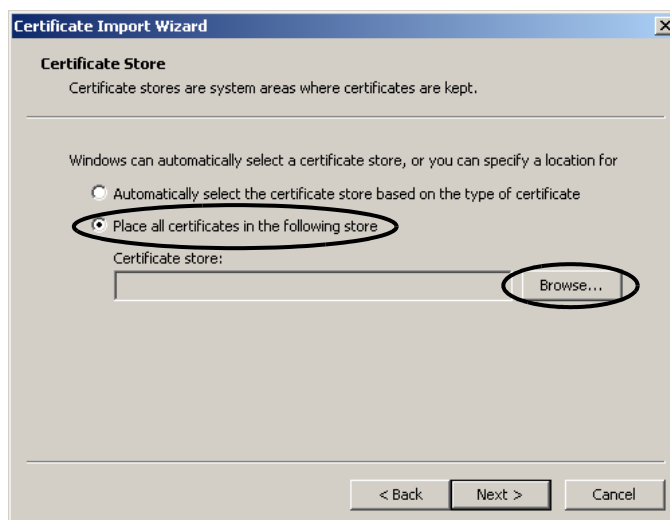 Certificate Import Wizard
Certificate Store
Certificate stores are system areas where certificates are kept.
Windows can automatically select a certificate store, or you can specify a location for
Automatically select the certificate store based on the type of certificate
Place all certificates in the following store
Certificate store:
Browse...
< Back
Next >
Cancel